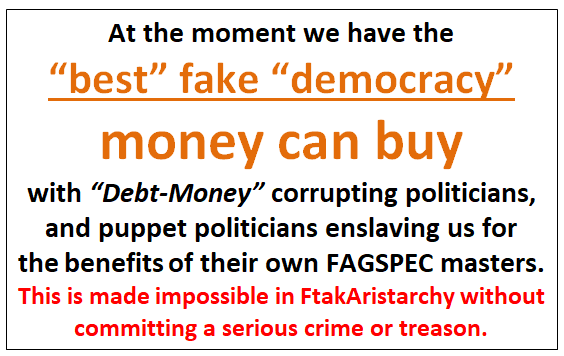 At the moment we have the
“best” fake “democracy”
money can buy
with “Debt-Money” corrupting politicians,
and puppet politicians enslaving us for
the benefits of their own FAGSPEC masters.
This is made impossible in FtakAristarchy without
committing a serious crime or treason.